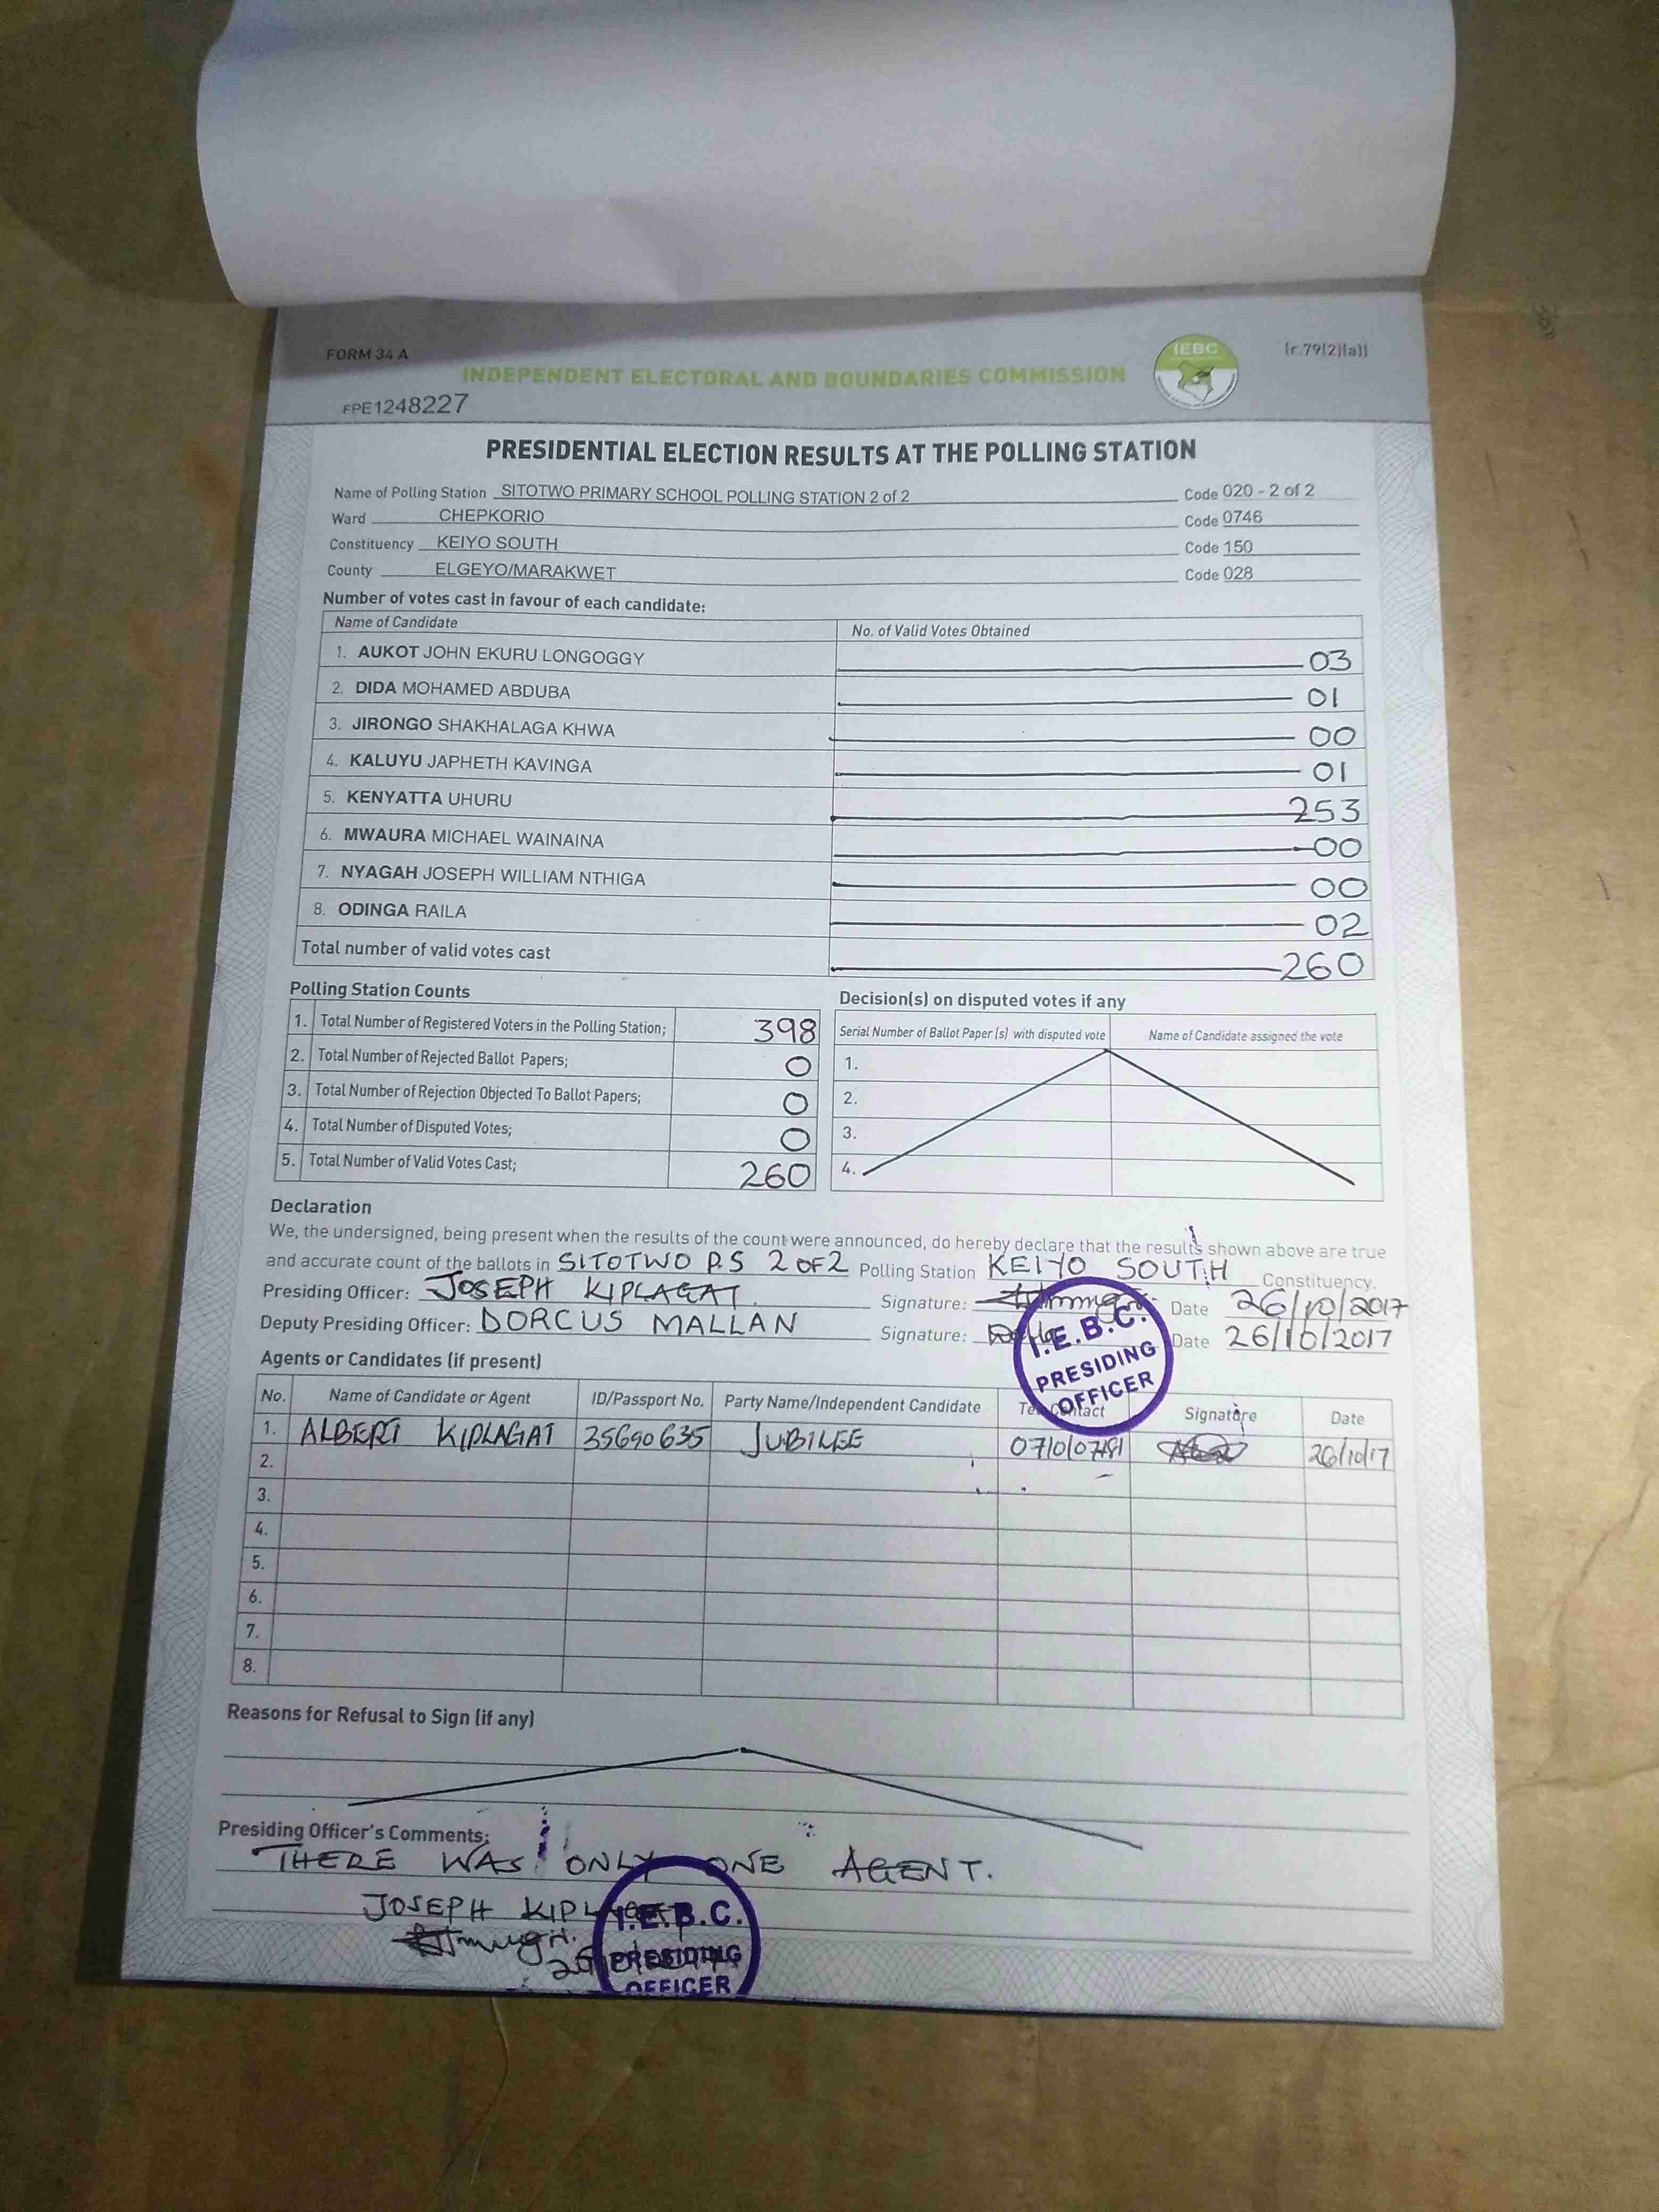 FORM 34 A
IEBC
(r.79(2)(a))
INDEPENDENT ELECTORAL AND BOUNDARIES COMMISSION
FPE1248227
PRESIDENTIAL ELECTION RESULTS AT THE POLLING STATION
Name of Polling Station SITOTWO PRIMARY SCHOOL POLLING STATION 2 of 2 Code 020 - 2 of 2
Ward CHEPKORIO Code 0746
Constituency KEIYO SOUTH Code 150
County ELGEYO/MARAKWET Code 028
Number of votes cast in favour of each candidate:
Name of Candidate No. of Valid Votes Obtained
1. AUKOT JOHN EKURU LONGOGGY 03
2. DIDA MOHAMED ABDUBA 01
3. JIRONGO SHAKHALAGA KHWA 00
4. KALUYU JAPHETH KAVINGA 01
5. KENYATTA UHURU 253
6. MWAURA MICHAEL WAINAINA 00
7. NYAGAH JOSEPH WILLIAM NTHIGA 00
8. ODINGA RAILA 02
Total number of valid votes cast 260
Polling Station Counts
1. Total Number of Registered Voters in the Polling Station; 398
2. Total Number of Rejected Ballot Papers; 0
3. Total Number of Rejection Objected To Ballot Papers; 0
4. Total Number of Disputed Votes; 0
5. Total Number of Valid Votes Cast; 260
Decision(s) on disputed votes if any
Serial Number of Ballot Paper (s) with disputed vote Name of Candidate assigned the vote
1.
2.
3.
4.
Declaration
We, the undersigned, being present when the results of the count were announced, do hereby declare that the results shown above are true
and accurate count of the ballots in SITOTWO P.S 2 OF 2 Polling Station KEIYO SOUTH Constituency.
Presiding Officer: JOSEPH KIPLAGAT. Signature: Date 26/10/2017
Deputy Presiding Officer: DORCUS MALLAN Signature: Date 26/10/2017
I.E.B.C.
PRESIDING
OFFICER
Agents or Candidates (if present)
No. Name of Candidate or Agent ID/Passport No. Party Name/Independent Candidate Tel Contact Signature Date
1. ALBERT KIPLAGAT 35690635 JUBILEE 26/10/17
2.
3.
4.
5.
6.
7.
8.
Reasons for Refusal to Sign (if any)
Presiding Officer's Comments:
THERE WAS ONLY ONE AGENT.
JOSEPH
I.E.B.C.
PRESIDING
OFFICER